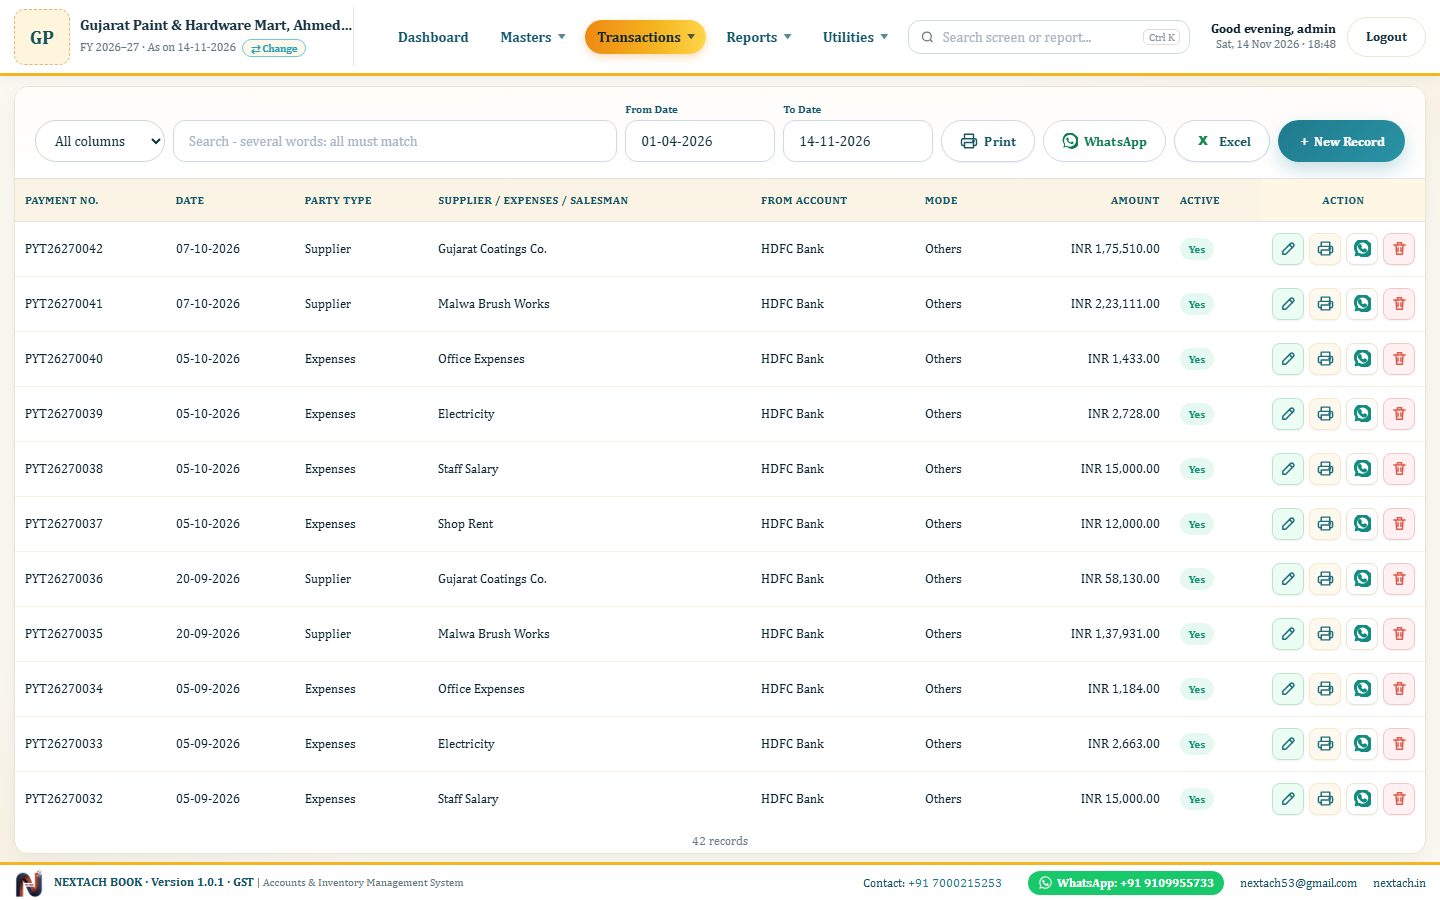 GP
Gujarat Paint & Hardware Mart, Ahmed...
FY 2026-27 · As on 14-11-2026 Change
Dashboard Masters Transactions Reports Utilities
Search screen or report... Ctrl K
Good evening, admin
Sat, 14 Nov 2026 · 18:48
Logout
From Date To Date
All columns Search - several words: all must match 01-04-2026 14-11-2026 Print WhatsApp X Excel + New Record
PAYMENT NO. DATE PARTY TYPE SUPPLIER / EXPENSES / SALESMAN FROM ACCOUNT MODE AMOUNT ACTIVE ACTION
PYT26270042 07-10-2026 Supplier Gujarat Coatings Co. HDFC Bank Others INR 1,75,510.00 Yes
PYT26270041 07-10-2026 Supplier Malwa Brush Works HDFC Bank Others INR 2,23,111.00 Yes
PYT26270040 05-10-2026 Expenses Office Expenses HDFC Bank Others INR 1,433.00 Yes
PYT26270039 05-10-2026 Expenses Electricity HDFC Bank Others INR 2,728.00 Yes
PYT26270038 05-10-2026 Expenses Staff Salary HDFC Bank Others INR 15,000.00 Yes
PYT26270037 05-10-2026 Expenses Shop Rent HDFC Bank Others INR 12,000.00 Yes
PYT26270036 20-09-2026 Supplier Gujarat Coatings Co. HDFC Bank Others INR 58,130.00 Yes
PYT26270035 20-09-2026 Supplier Malwa Brush Works HDFC Bank Others INR 1,37,931.00 Yes
PYT26270034 05-09-2026 Expenses Office Expenses HDFC Bank Others INR 1,184.00 Yes
PYT26270033 05-09-2026 Expenses Electricity HDFC Bank Others INR 2,663.00 Yes
PYT26270032 05-09-2026 Expenses Staff Salary HDFC Bank Others INR 15,000.00 Yes
42 records
N NEXTACH BOOK · Version 1.0.1 · GST | Accounts & Inventory Management System
Contact: +91 7000215253 WhatsApp: +91 9109955733 nextach53@gmail.com nextach.in